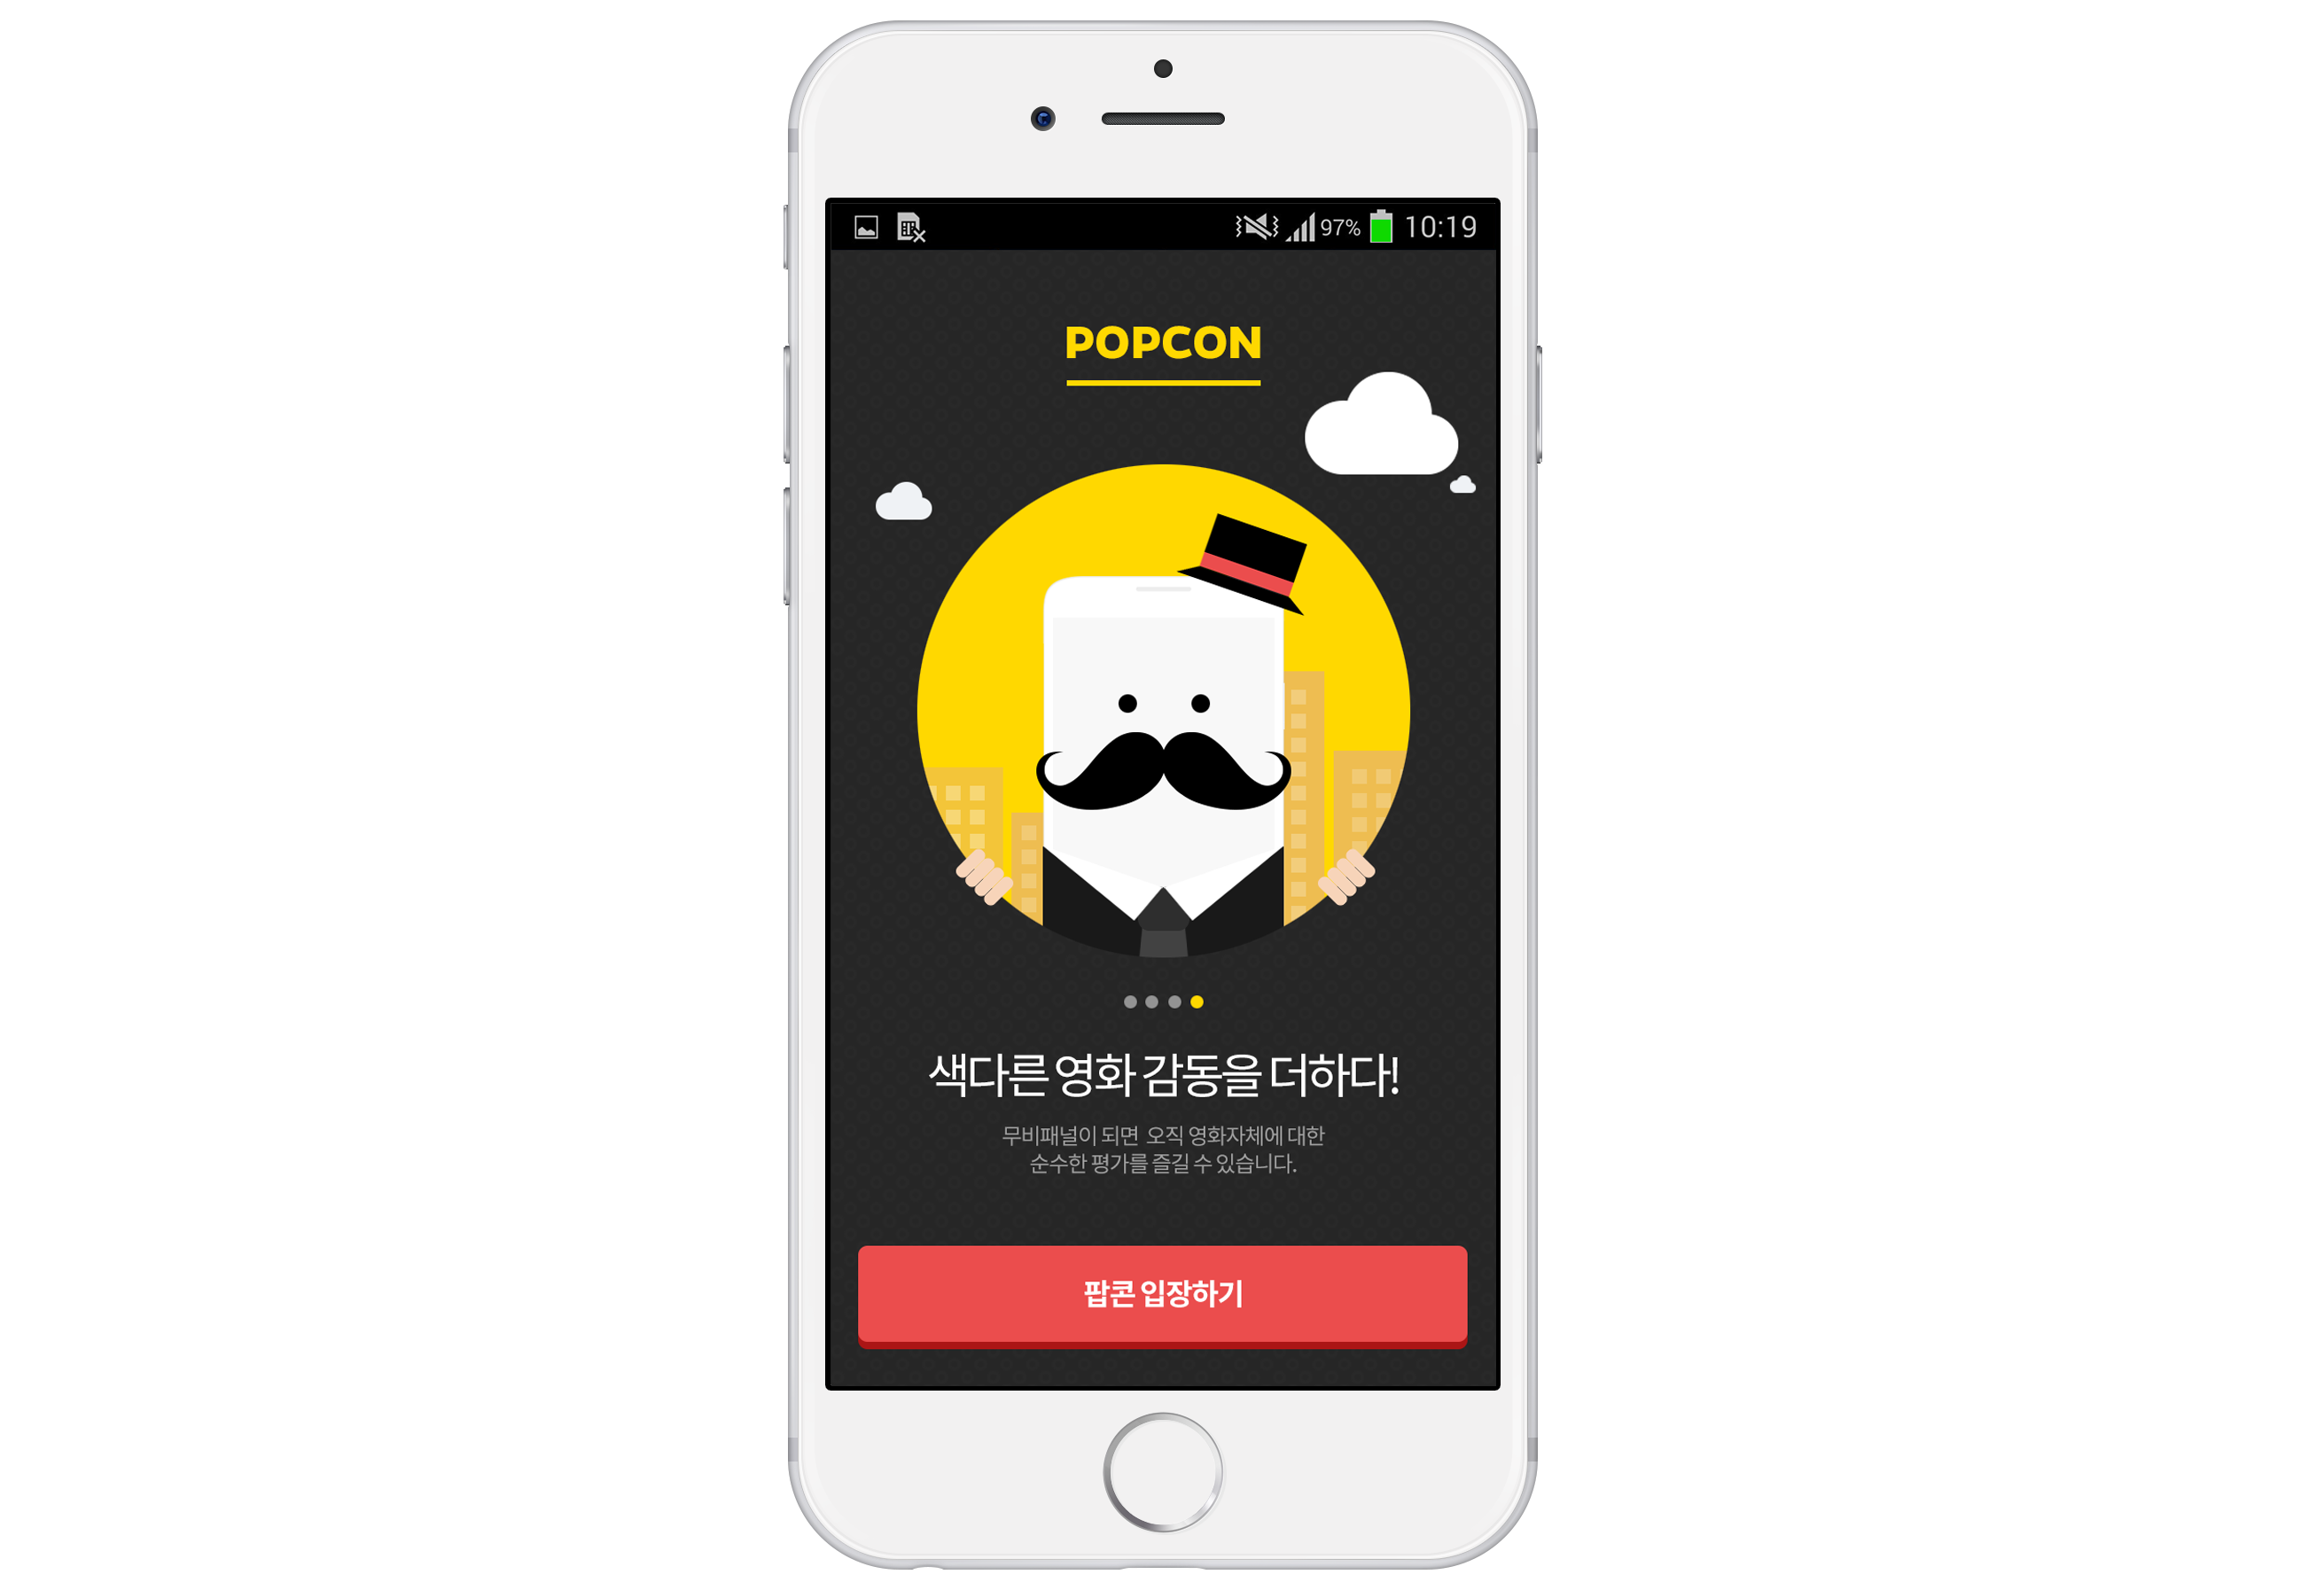 97% 10:19
POPCON
색다른 영화 감동을 더하다!
무비패널이 되면 오직 영화자체에 대한
순수한 평가를 즐길 수 있습니다.
팝콘 입장하기